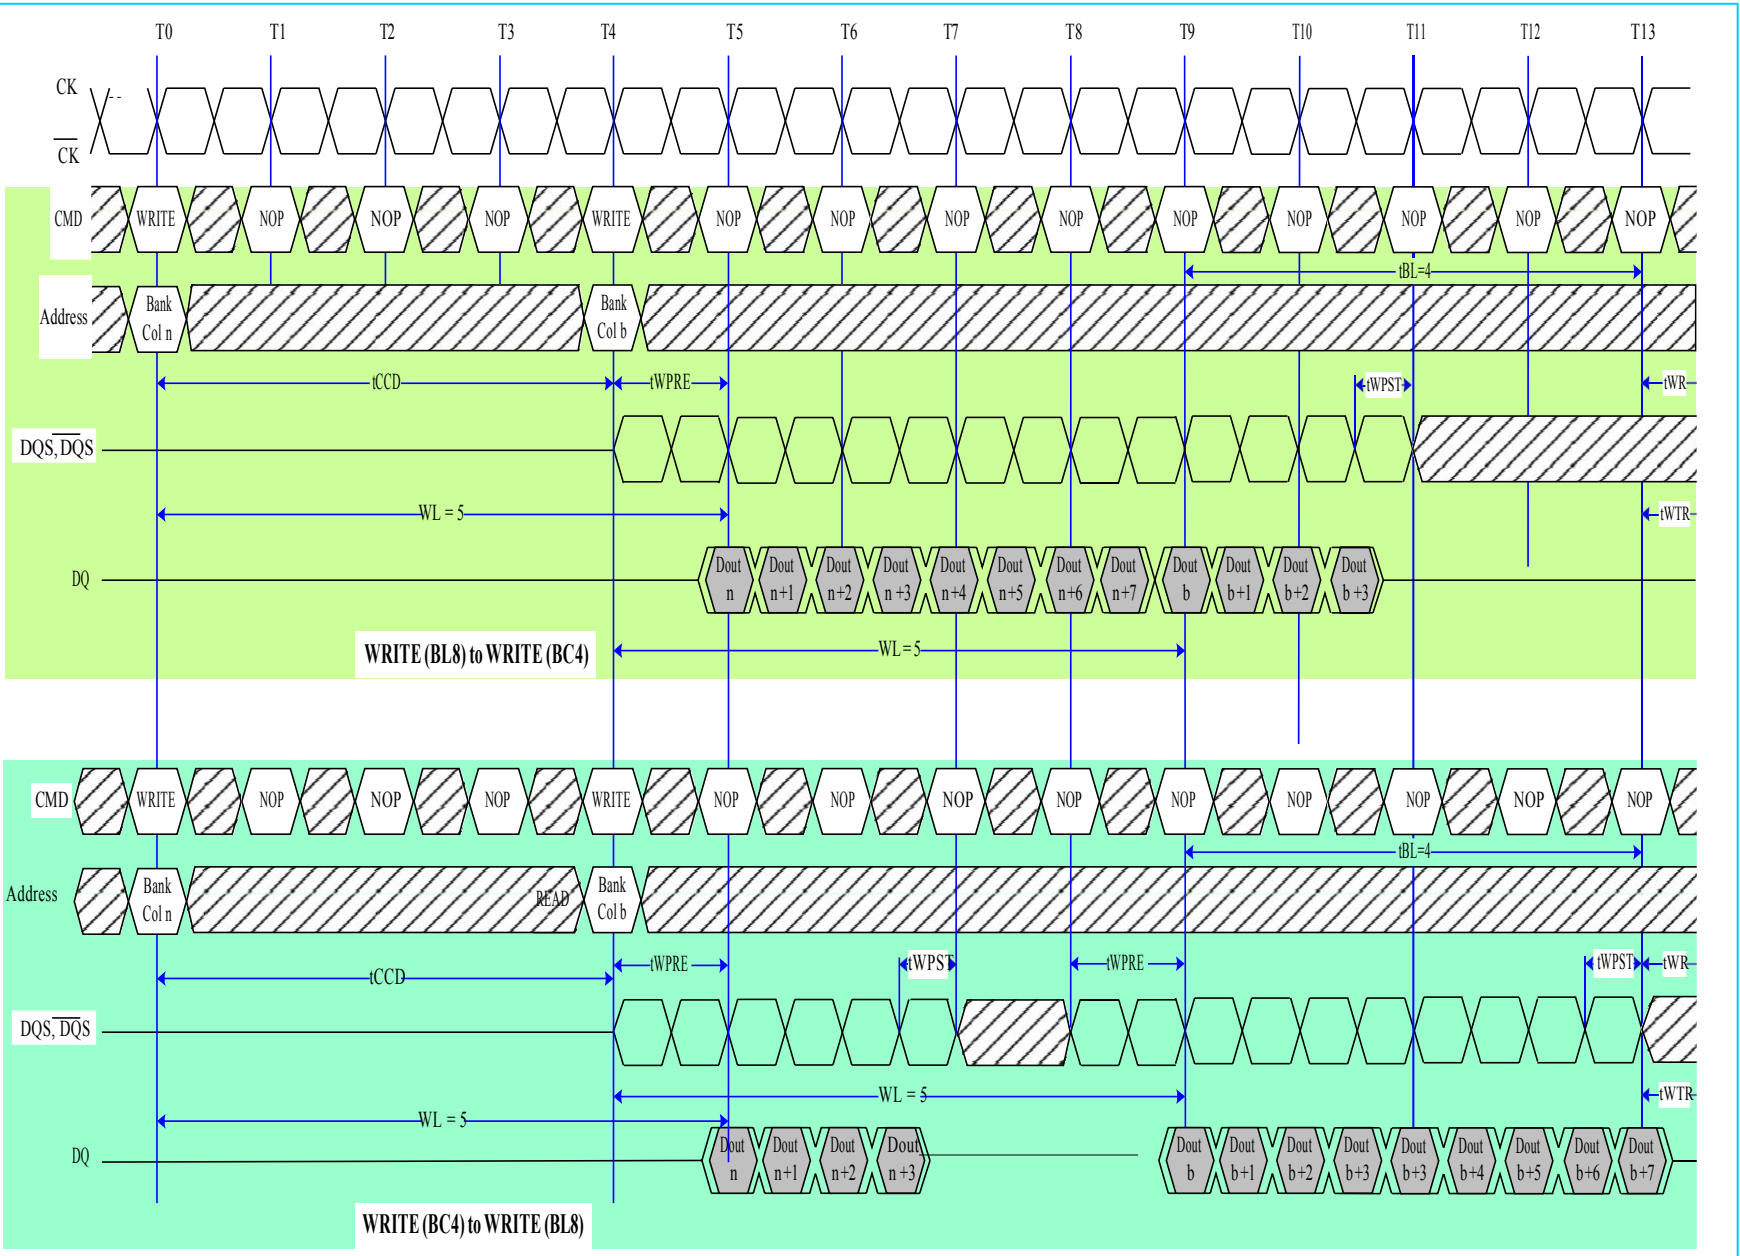 T0 T1 T2 T3 T4 T5 T6 T7 T8 T9 T10 T11 T12 T13
CK
CK
CMD WRITE NOP NOP NOP WRITE NOP NOP NOP NOP NOP NOP NOP NOP NOP
tBL=4
Address Bank Col n Bank Col b
tCCD tWPRE tWPST tWR
DQS, DQS
WL = 5 tWTR
DQ Dout n Dout n+1 Dout n+2 Dout n+3 Dout n+4 Dout n+5 Dout n+6 Dout n+7 Dout b Dout b+1 Dout b+2 Dout b+3
WRITE (BL8) to WRITE (BC4) WL = 5
CMD WRITE NOP NOP NOP WRITE NOP NOP NOP NOP NOP NOP NOP NOP NOP
tBL=4
Address Bank Col n READ Bank Col b
tCCD tWPRE tWPST tWPRE tWPST tWR
DQS, DQS
WL = 5 tWTR
WL = 5
DQ Dout n Dout n+1 Dout n+2 Dout n+3 Dout b Dout b+1 Dout b+2 Dout b+3 Dout b+3 Dout b+4 Dout b+5 Dout b+6 Dout b+7
WRITE (BC4) to WRITE (BL8)